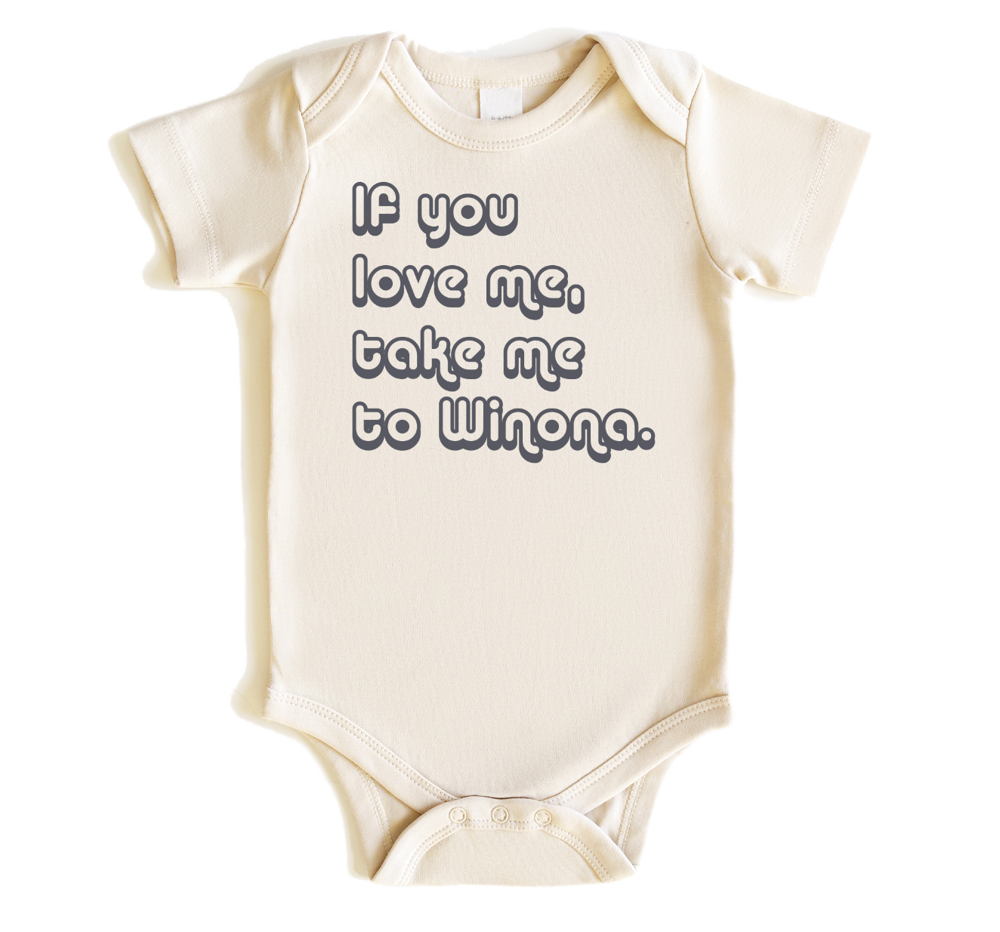 If you
love me,
take me
to Winona.